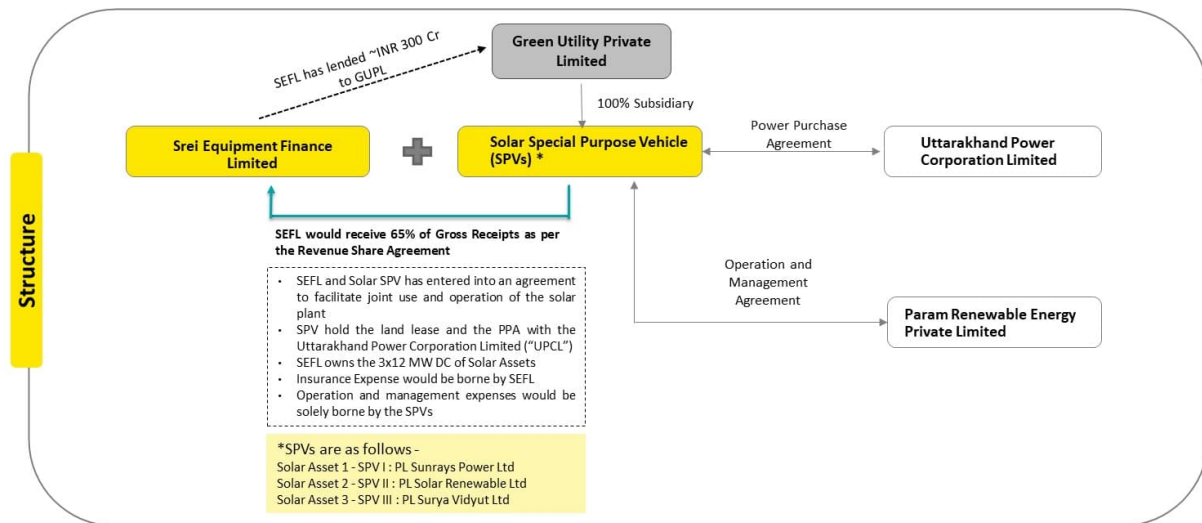 Green Utility Private
Limited
SEFL has lended ~INR 300 Cr
to GUPL
100% Subsidiary
Srei Equipment Finance
Limited
Solar Special Purpose Vehicle
(SPVs) *
Power Purchase
Agreement
Uttarakhand Power
Corporation Limited
Structure
SEFL would receive 65% of Gross Receipts as per
the Revenue Share Agreement
• SEFL and Solar SPV has entered into an agreement
to facilitate joint use and operation of the solar
plant
• SPV hold the land lease and the PPA with the
Uttarakhand Power Corporation Limited (“UPCL”)
• SEFL owns the 3x12 MW DC of Solar Assets
• Insurance Expense would be borne by SEFL
• Operation and management expenses would be
solely borne by the SPVs
Operation and
Management
Agreement
Param Renewable Energy
Private Limited
*SPVs are as follows -
Solar Asset 1 - SPV I : PL Sunrays Power Ltd
Solar Asset 2 - SPV II : PL Solar Renewable Ltd
Solar Asset 3 - SPV III : PL Surya Vidyut Ltd